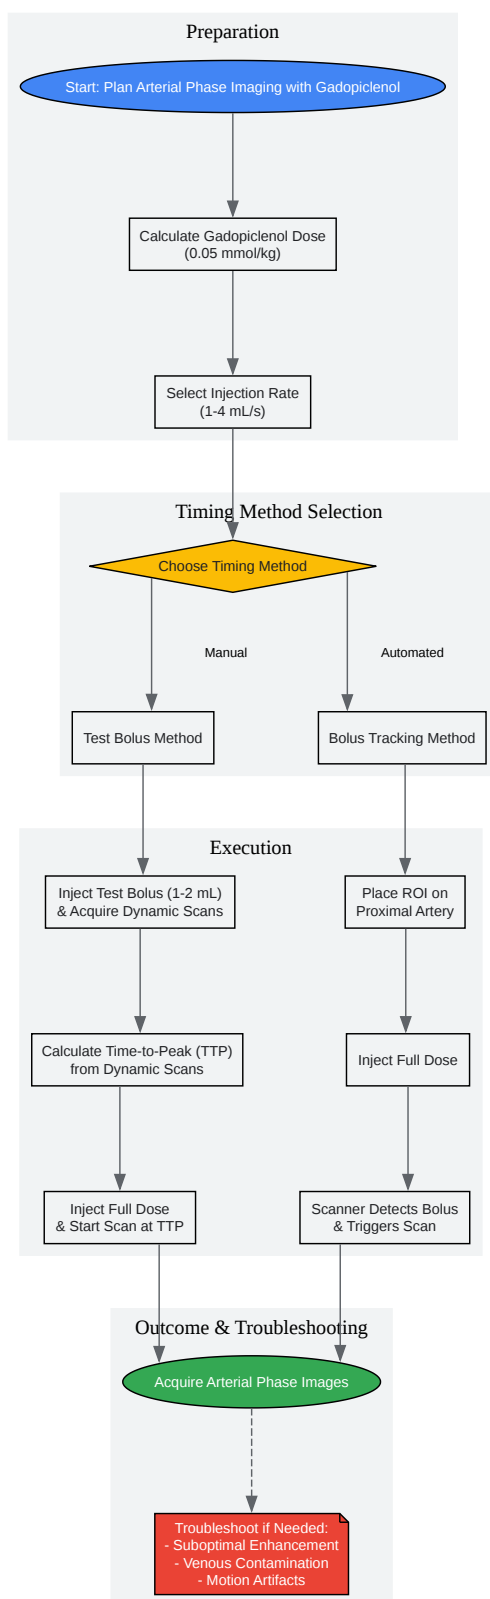 Preparation
Start: Plan Arterial Phase Imaging with Gadopiclenol
Calculate Gadopiclenol Dose
(0.05 mmol/kg)
Select Injection Rate
(1-4 mL/s)
Timing Method Selection
Choose Timing Method
Manual
Automated
Test Bolus Method
Bolus Tracking Method
Execution
Inject Test Bolus (1-2 mL)
& Acquire Dynamic Scans
Place ROI on
Proximal Artery
Calculate Time-to-Peak (TTP)
from Dynamic Scans
Inject Full Dose
Inject Full Dose
& Start Scan at TTP
Scanner Detects Bolus
& Triggers Scan
Outcome & Troubleshooting
Acquire Arterial Phase Images
Troubleshoot if Needed:
- Suboptimal Enhancement
- Venous Contamination
- Motion Artifacts